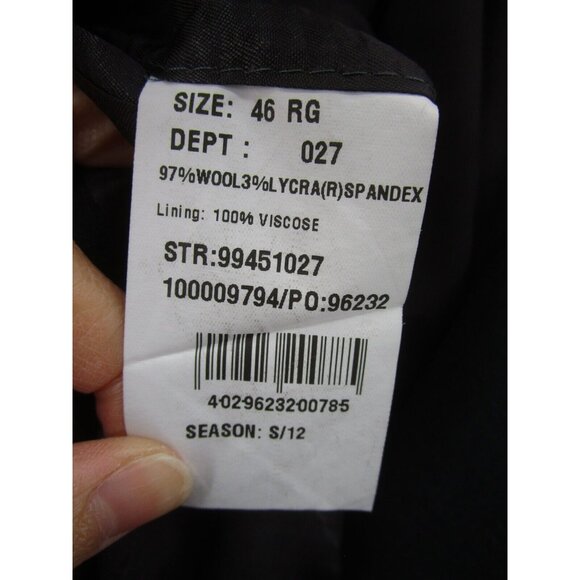 SIZE: 46 RG
DEPT : 027
97%WOOL3%LYCRA(R)SPANDEX
Lining: 100% VISCOSE
STR:99451027
100009794/PO:96232
4029623200785
SEASON: S/12